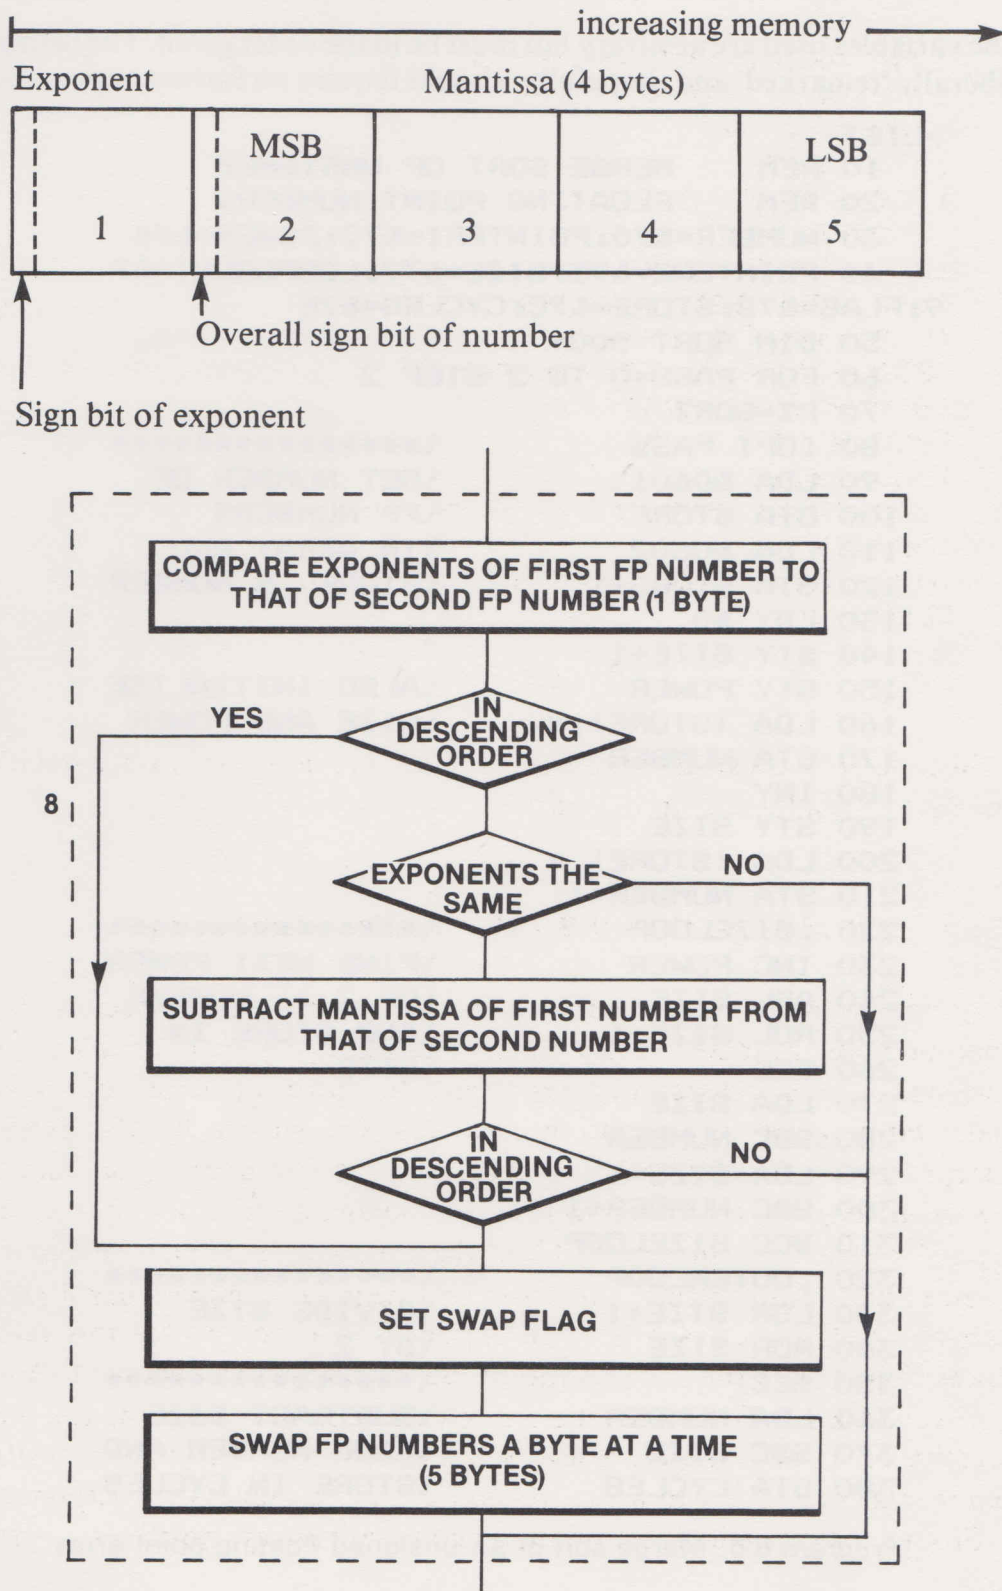 increasing memory
Exponent Mantissa (4 bytes)
MSB LSB
1 2 3 4 5
Overall sign bit of number
Sign bit of exponent
COMPARE EXPONENTS OF FIRST FP NUMBER TO
THAT OF SECOND FP NUMBER (1 BYTE)
IN
YES DESCENDING
ORDER
8
EXPONENTS THE NO
SAME
SUBTRACT MANTISSA OF FIRST NUMBER FROM
THAT OF SECOND NUMBER
IN
DESCENDING NO
ORDER
SET SWAP FLAG
SWAP FP NUMBERS A BYTE AT A TIME
(5 BYTES)